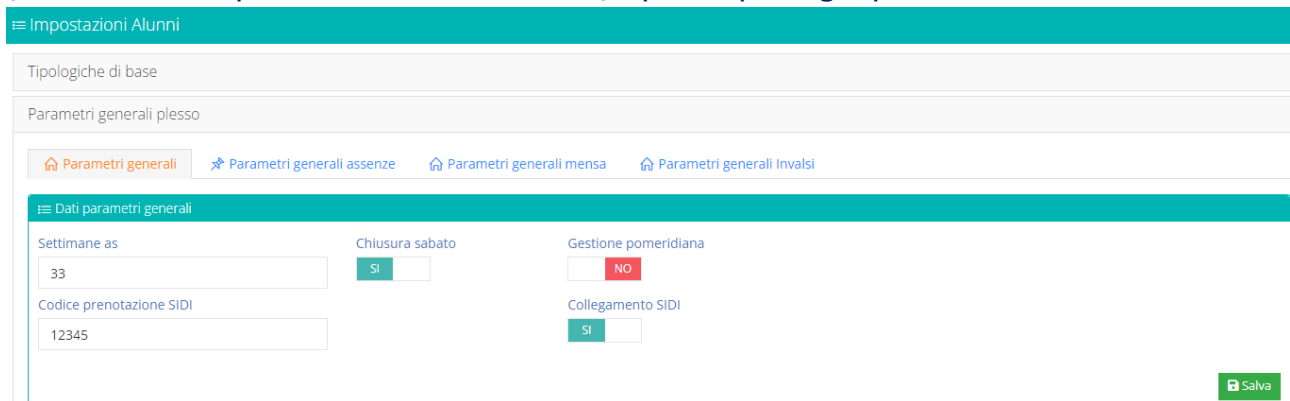 Impostazioni Alunni
Tipologiche di base
Parametri generali plesso
Parametri generali Parametri generali assenze Parametri generali mensa Parametri generali Invalsi
Dati parametri generali
Settimane as Chiusura sabato Gestione pomeridiana
33 SI NO
Codice prenotazione SIDI Collegamento SIDI
12345 SI
Salva